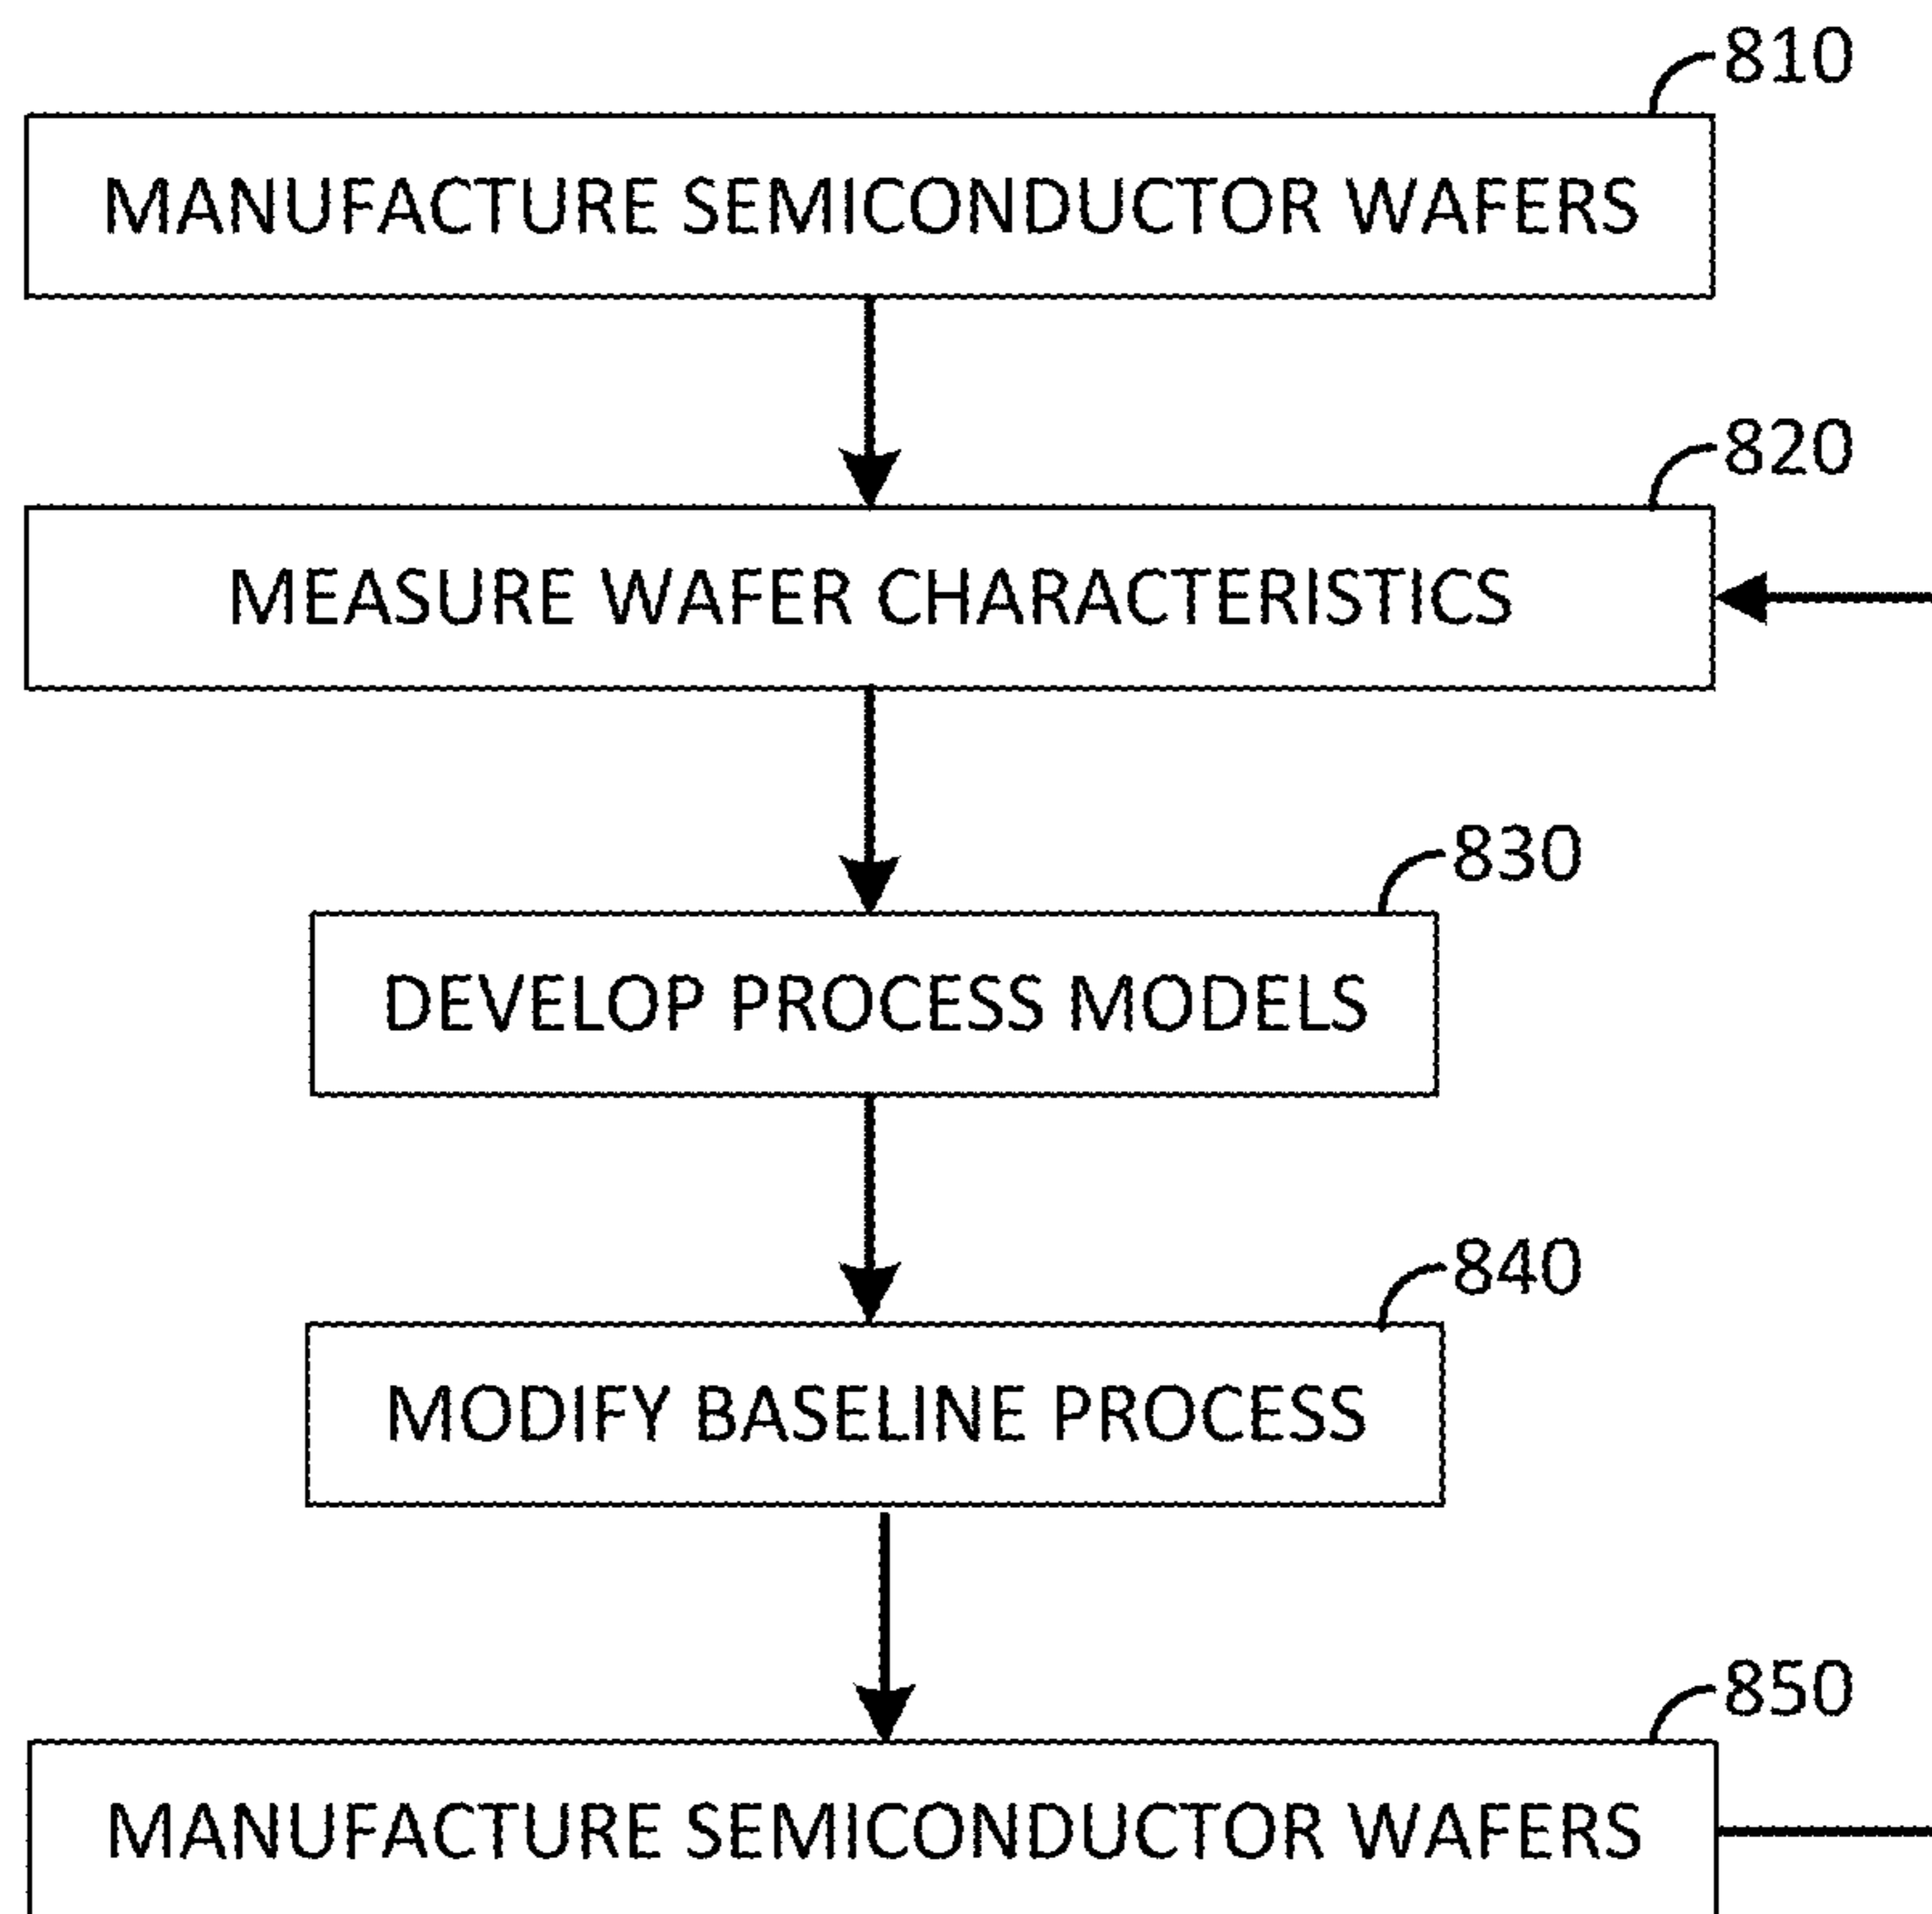 810
MANUFACTURE SEMICONDUCTOR WAFERS
820
MEASURE WAFER CHARACTERISTICS
830
DEVELOP PROCESS MODELS
840
MODIFY BASELINE PROCESS
850
MANUFACTURE SEMICONDUCTOR WAFERS